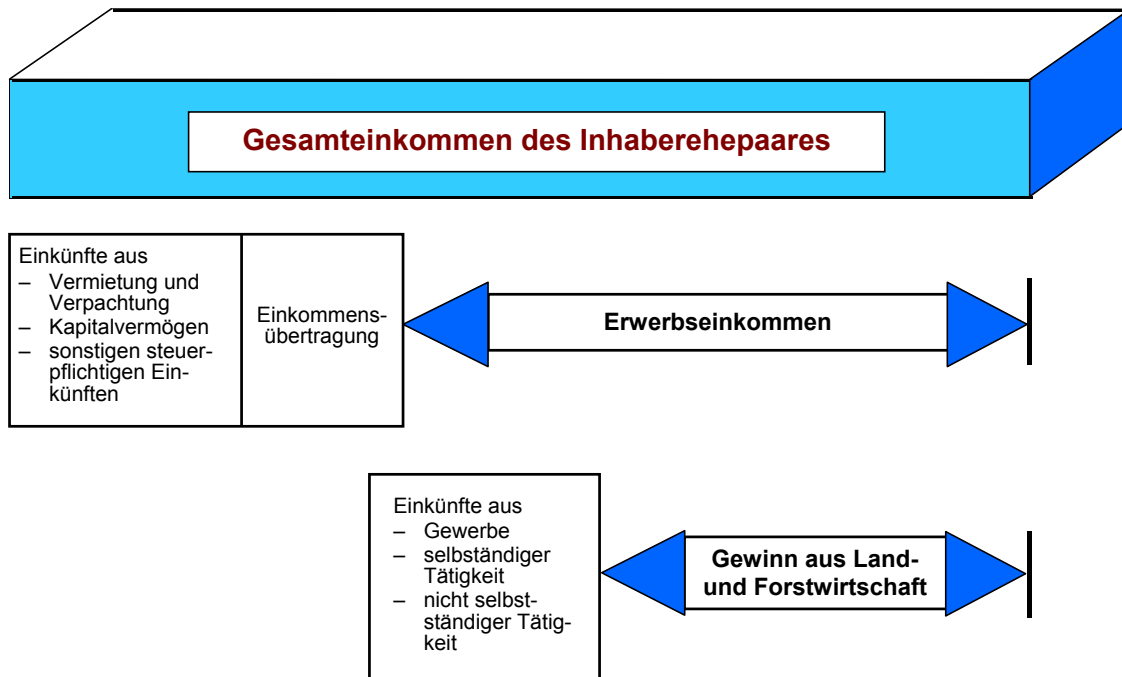 Gesamteinkommen des Inhaberehepaares
Einkünfte aus
– Vermietung und
Verpachtung
– Kapitalvermögen
– sonstigen steuer-
pflichtigen Ein-
künften
Einkommens-
übertragung
Erwerbseinkommen
Einkünfte aus
– Gewerbe
– selbständiger
Tätigkeit
– nicht selbst-
ständiger Tätig-
keit
Gewinn aus Land-
und Forstwirtschaft